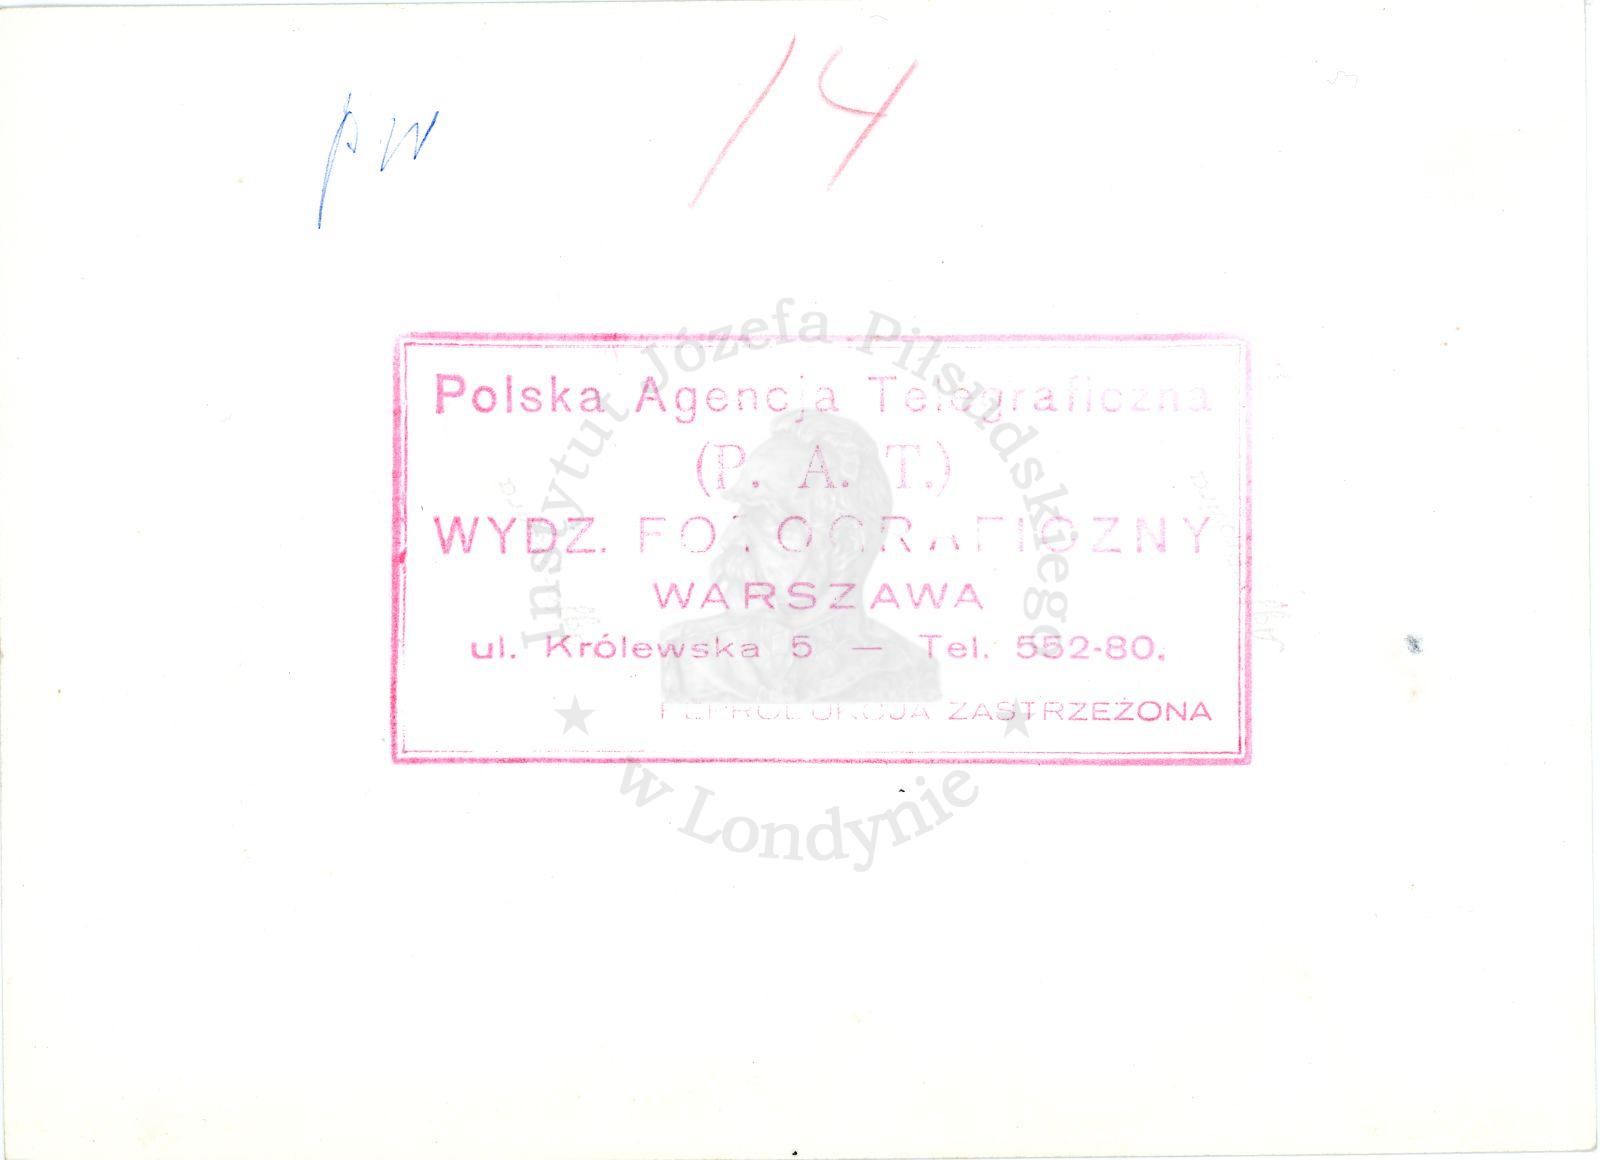 pw
14
Polska Agencja Telegraficzna
(P. A. T.)
WYDZ. FOTOGRAFICZNY
WARSZAWA
ul. Królewska 5 — Tel. 552-80.
REPRODUKCJA ZASTRZEŻONA
Instytut Józefa Piłsudskiego
w Londynie